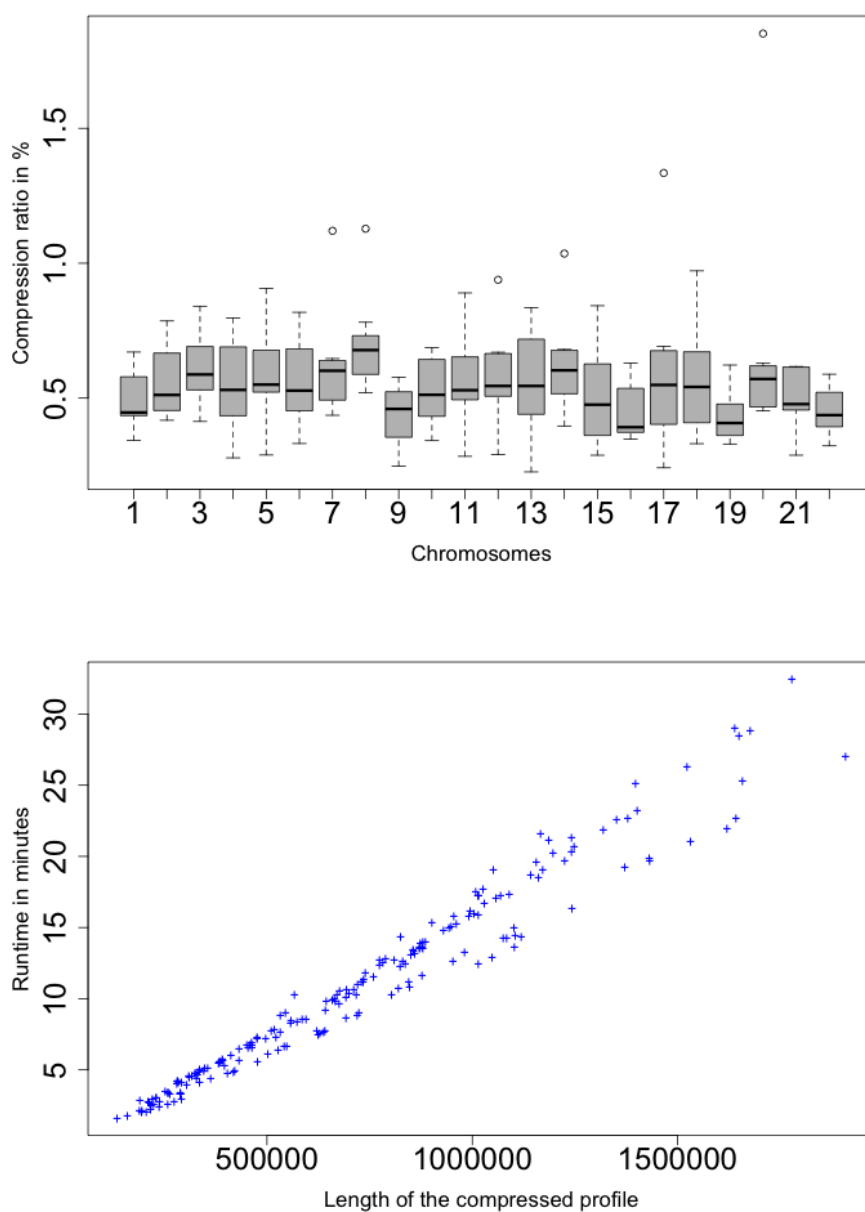 Compression ratio in %
1.5
1.0
0.5
1 3 5 7 9 11 13 15 17 19 21
Chromosomes
Runtime in minutes
30
25
20
15
10
5
500000 1000000 1500000
Length of the compressed profile